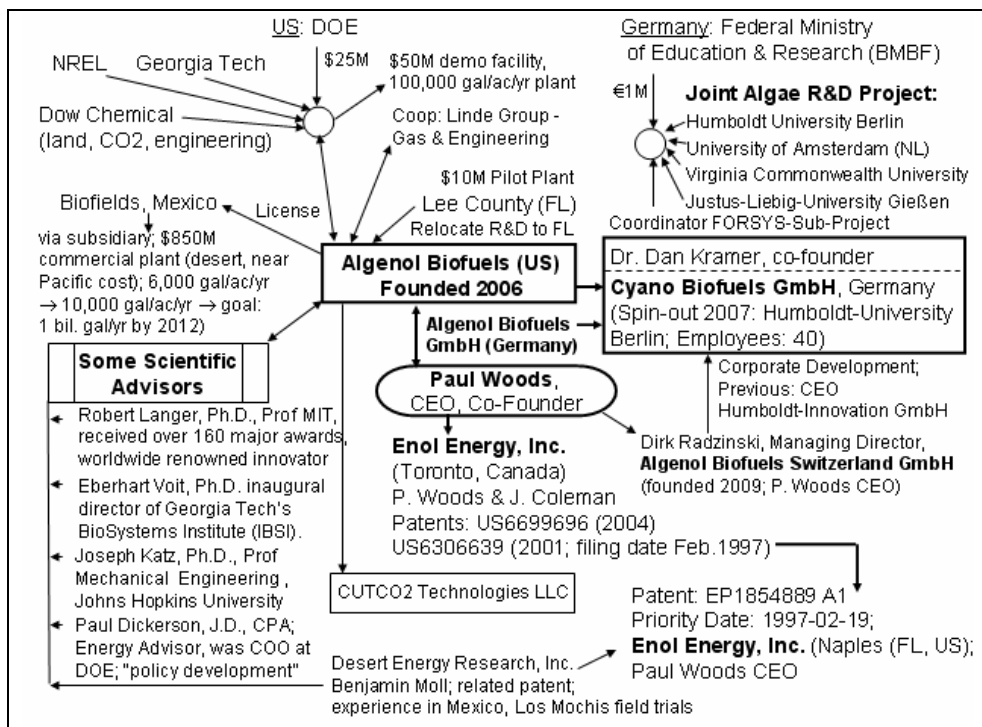 US: DOE
NREL
Georgia Tech
$25M
$50M demo facility,
100,000 gal/ac/yr plant
Dow Chemical
(land, CO2, engineering)
Coop: Linde Group -
Gas & Engineering
Germany: Federal Ministry
of Education & Research (BMBF)
€1M
Joint Algae R&D Project:
Humboldt University Berlin
University of Amsterdam (NL)
Virginia Commonwealth University
Justus-Liebig-University Gießen
Coordinator FORSYS-Sub-Project
$10M Pilot Plant
Lee County (FL)
Relocate R&D to FL
Biofields, Mexico
License
via subsidiary; $850M
commercial plant (desert, near
Pacific cost); 6,000 gal/ac/yr
→ 10,000 gal/ac/yr → goal:
1 bil. gal/yr by 2012)
Algenol Biofuels (US)
Founded 2006
Dr. Dan Kramer, co-founder
Cyano Biofuels GmbH, Germany
(Spin-out 2007: Humboldt-University
Berlin; Employees: 40)
Algenol Biofuels
GmbH (Germany)
Corporate Development;
Previous: CEO
Humboldt-Innovation GmbH
Some Scientific
Advisors
Paul Woods,
CEO, Co-Founder
Robert Langer, Ph.D., Prof MIT,
received over 160 major awards,
worldwide renowned innovator
Eberhart Voit, Ph.D. inaugural
director of Georgia Tech's
BioSystems Institute (IBSI).
Joseph Katz, Ph.D., Prof
Mechanical Engineering ,
Johns Hopkins University
Paul Dickerson, J.D., CPA;
Energy Advisor, was COO at
DOE; "policy development"
Enol Energy, Inc.
(Toronto, Canada)
P. Woods & J. Coleman
Patents: US6699696 (2004)
US6306639 (2001; filing date Feb.1997)
Dirk Radzinski, Managing Director,
Algenol Biofuels Switzerland GmbH
(founded 2009; P. Woods CEO)
CUTCO2 Technologies LLC
Patent: EP1854889 A1
Priority Date: 1997-02-19;
Enol Energy, Inc. (Naples (FL, US);
Paul Woods CEO
Desert Energy Research, Inc.
Benjamin Moll; related patent;
experience in Mexico, Los Mochis field trials